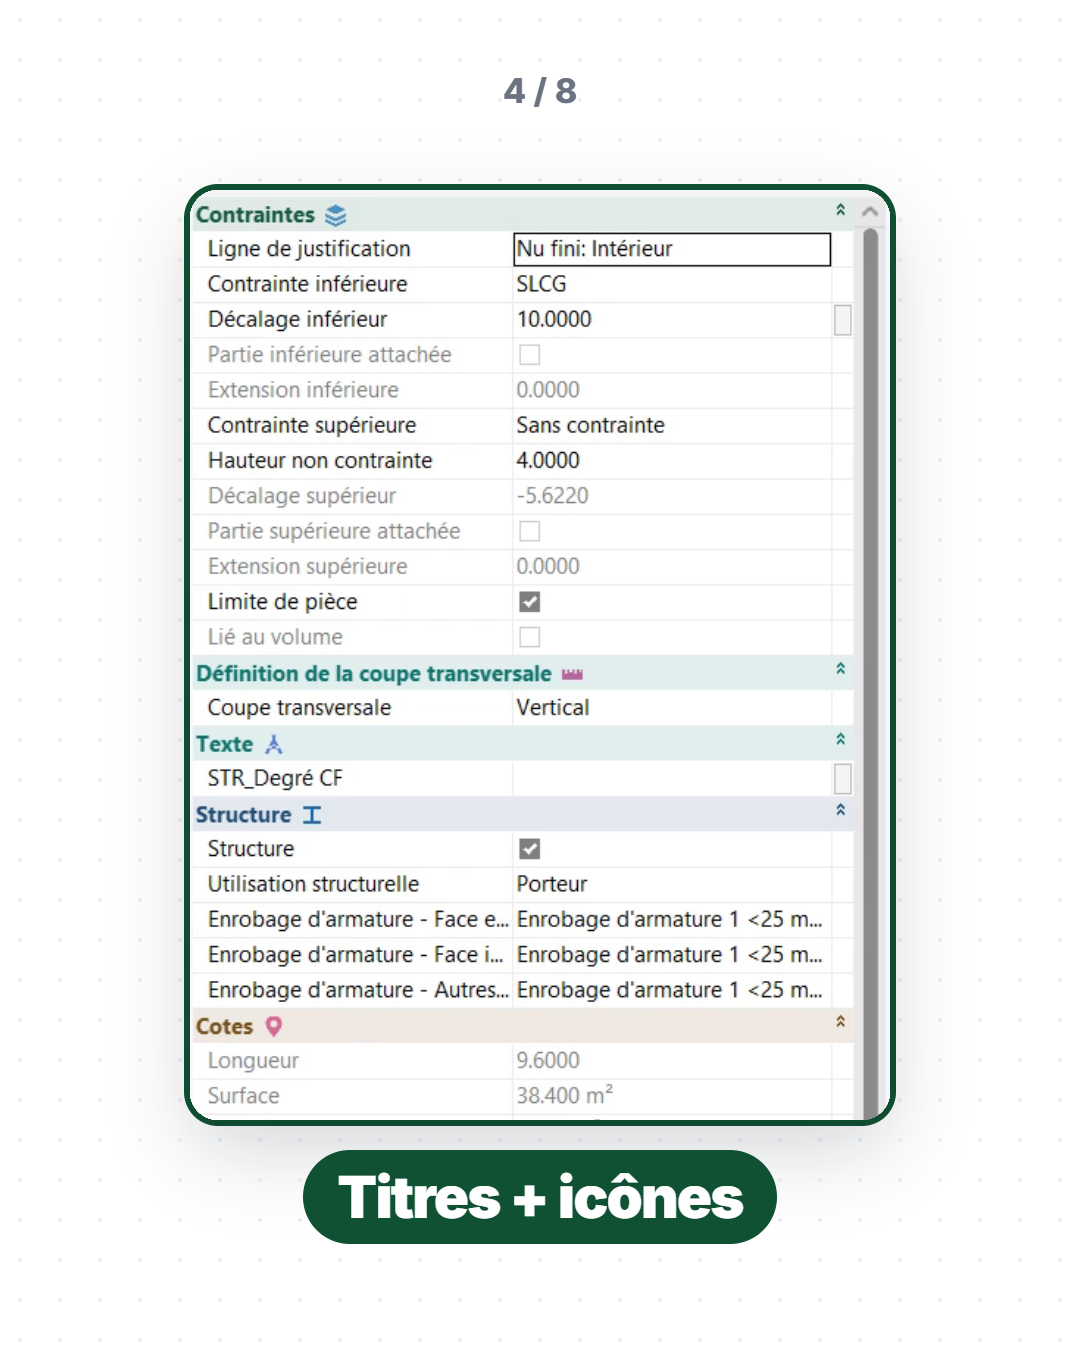 4 / 8
Contraintes
Ligne de justification Nu fini: Intérieur
Contrainte inférieure SLCG
Décalage inférieur 10.0000
Partie inférieure attachée
Extension inférieure 0.0000
Contrainte supérieure Sans contrainte
Hauteur non contrainte 4.0000
Décalage supérieur -5.6220
Partie supérieure attachée
Extension supérieure 0.0000
Limite de pièce
Lié au volume
Définition de la coupe transversale
Coupe transversale Vertical
Texte
STR_Degré CF
Structure
Structure
Utilisation structurelle Porteur
Enrobage d'armature - Face e... Enrobage d'armature 1 <25 m...
Enrobage d'armature - Face i... Enrobage d'armature 1 <25 m...
Enrobage d'armature - Autres... Enrobage d'armature 1 <25 m...
Cotes
Longueur 9.6000
Surface 38.400 m²
Titres + icônes